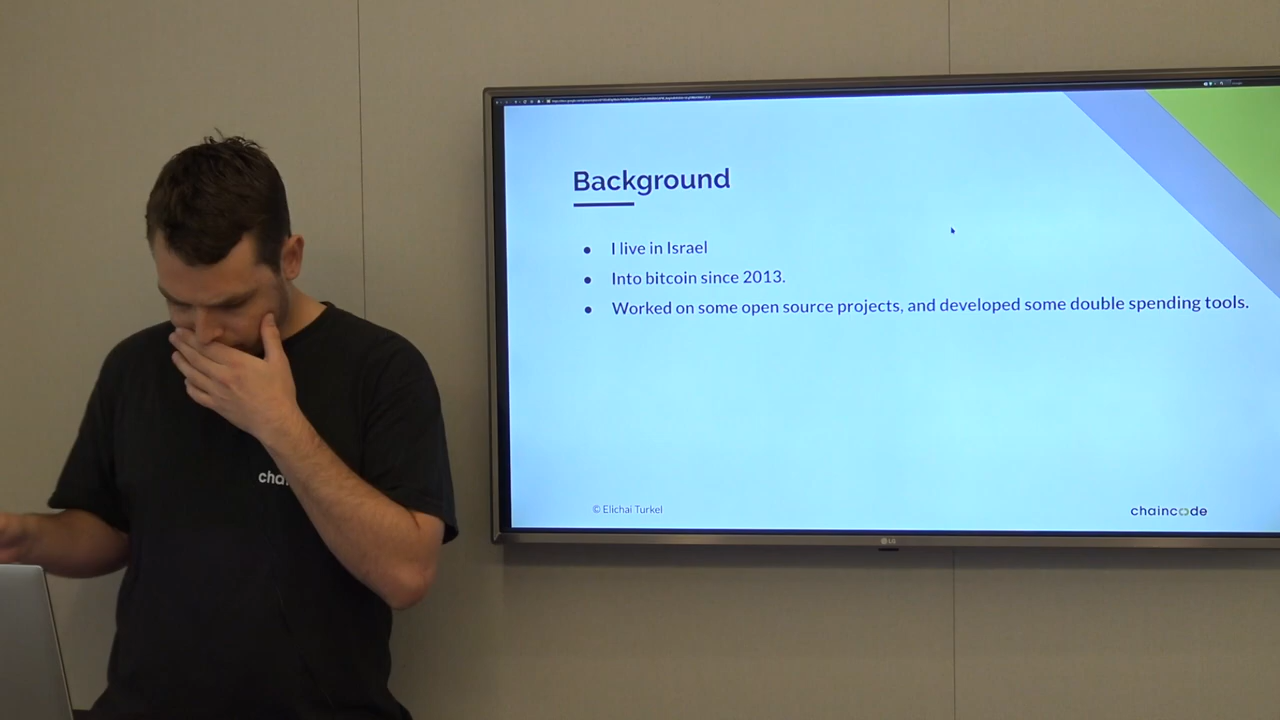 Background
● I live in Israel
● Into bitcoin since 2013.
● Worked on some open source projects, and developed some double spending tools.
© Elichai Turkel
chaincode
LG